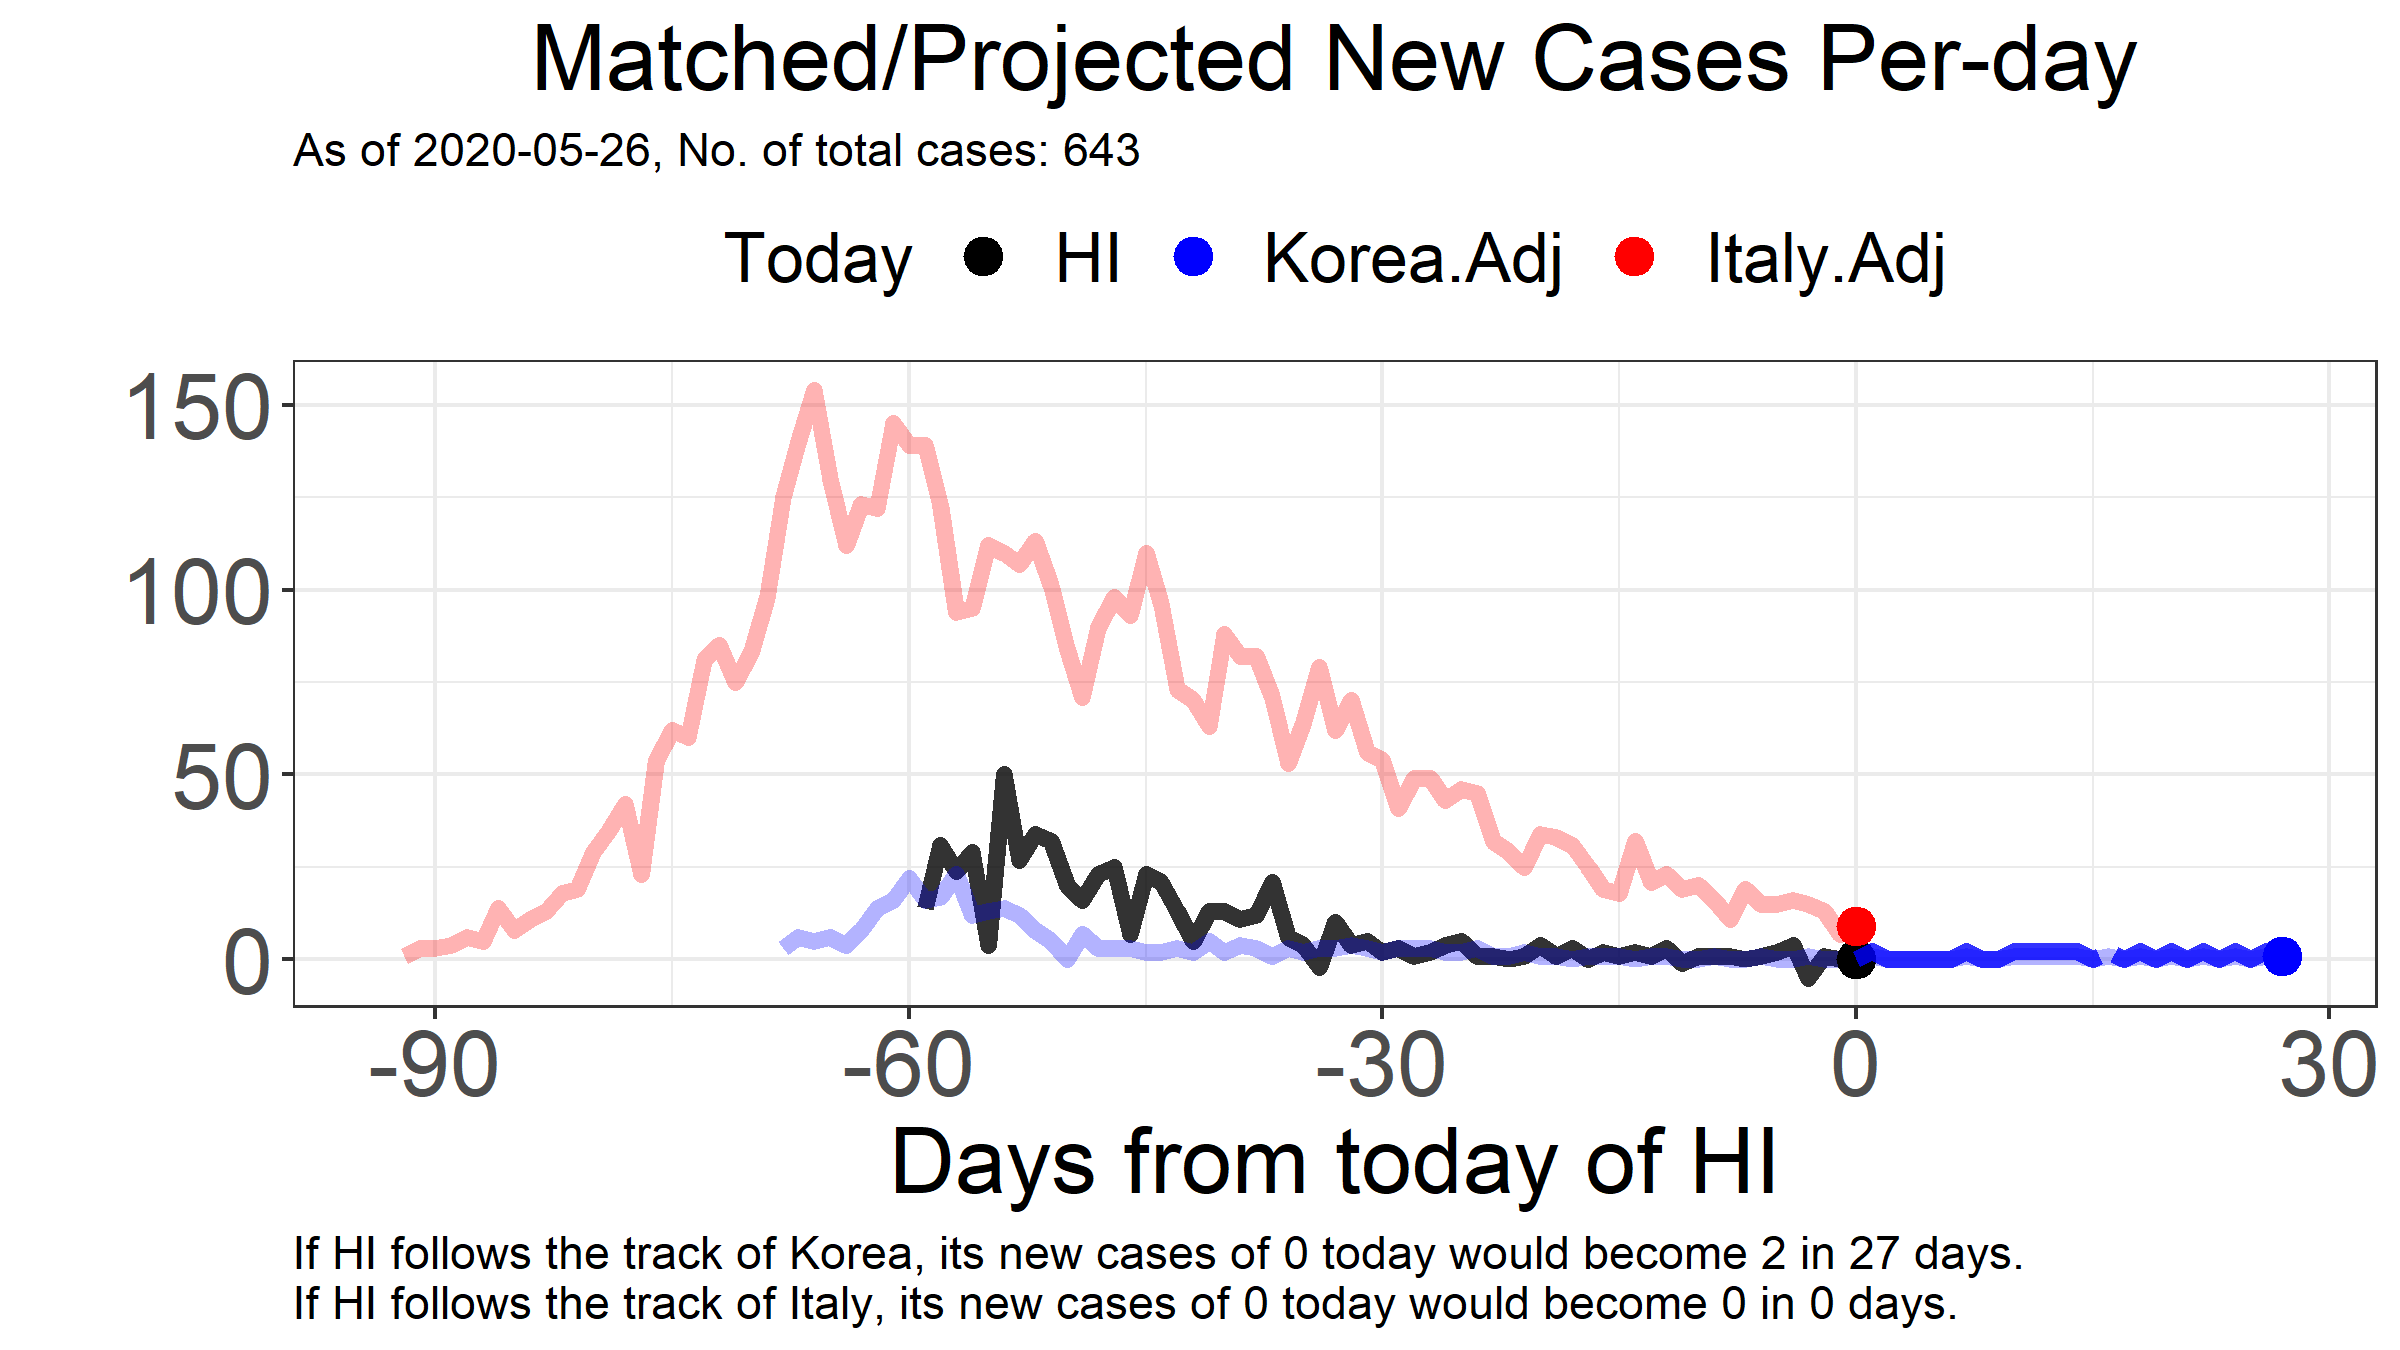 Matched/Projected New Cases Per-day
As of 2020-05-26, No. of total cases: 643
Today HI Korea.Adj Italy.Adj
150
100
50
0
-90 -60 -30 0 30
Days from today of HI
If HI follows the track of Korea, its new cases of 0 today would become 2 in 27 days.
If HI follows the track of Italy, its new cases of 0 today would become 0 in 0 days.